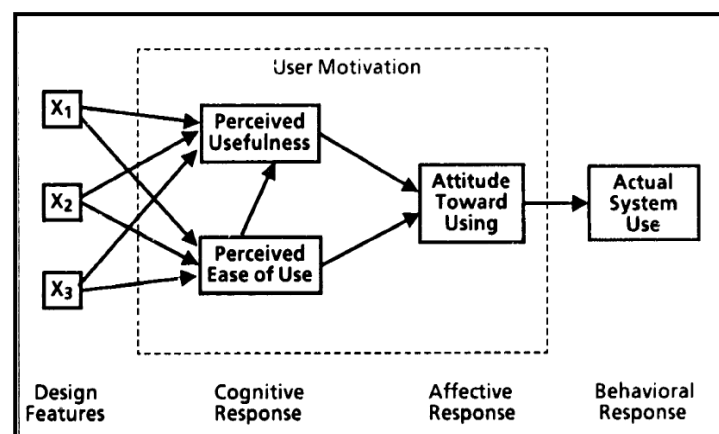 User Motivation
X1
X2
X3
Perceived
Usefulness
Perceived
Ease of Use
Attitude
Toward
Using
Actual
System
Use
Design
Features
Cognitive
Response
Affective
Response
Behavioral
Response